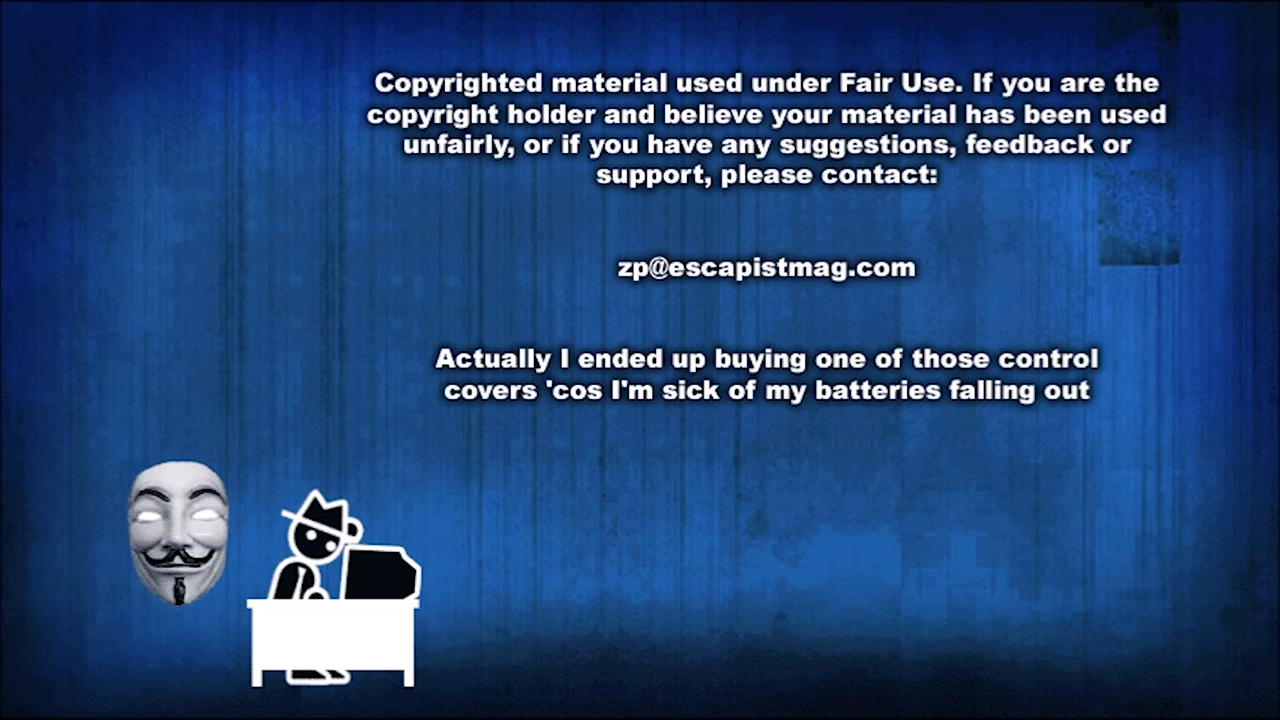 Copyrighted material used under Fair Use. If you are the
copyright holder and believe your material has been used
unfairly, or if you have any suggestions, feedback or
support, please contact:
zp@escapistmag.com
Actually I ended up buying one of those control
covers 'cos I'm sick of my batteries falling out